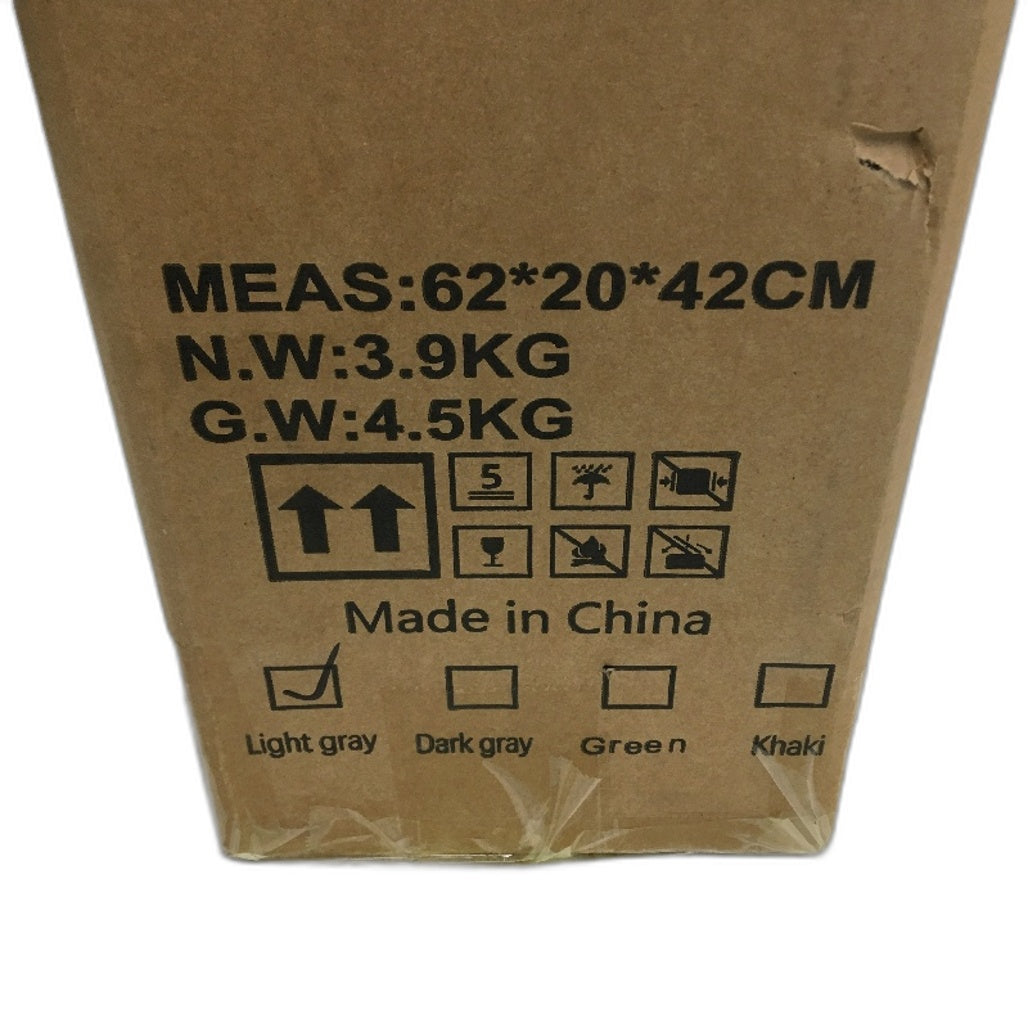 MEAS:62*20*42CM
N.W:3.9KG
G.W:4.5KG
5
Made in China
Light gray Dark gray Green Khaki